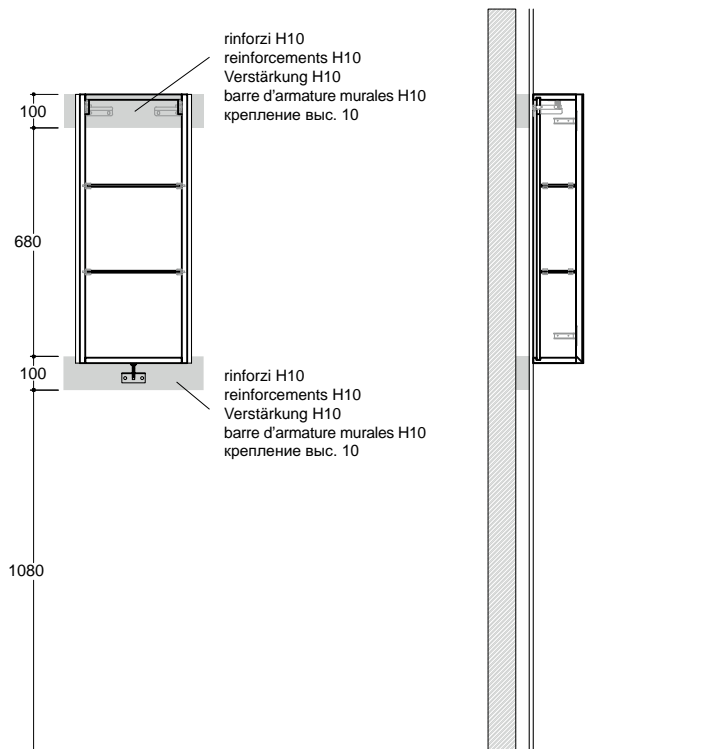 rinforzi H10
reinforcements H10
Verstärkung H10
barre d'armature murales H10
крепление выс. 10
100
680
100
rinforzi H10
reinforcements H10
Verstärkung H10
barre d'armature murales H10
крепление выс. 10
1080